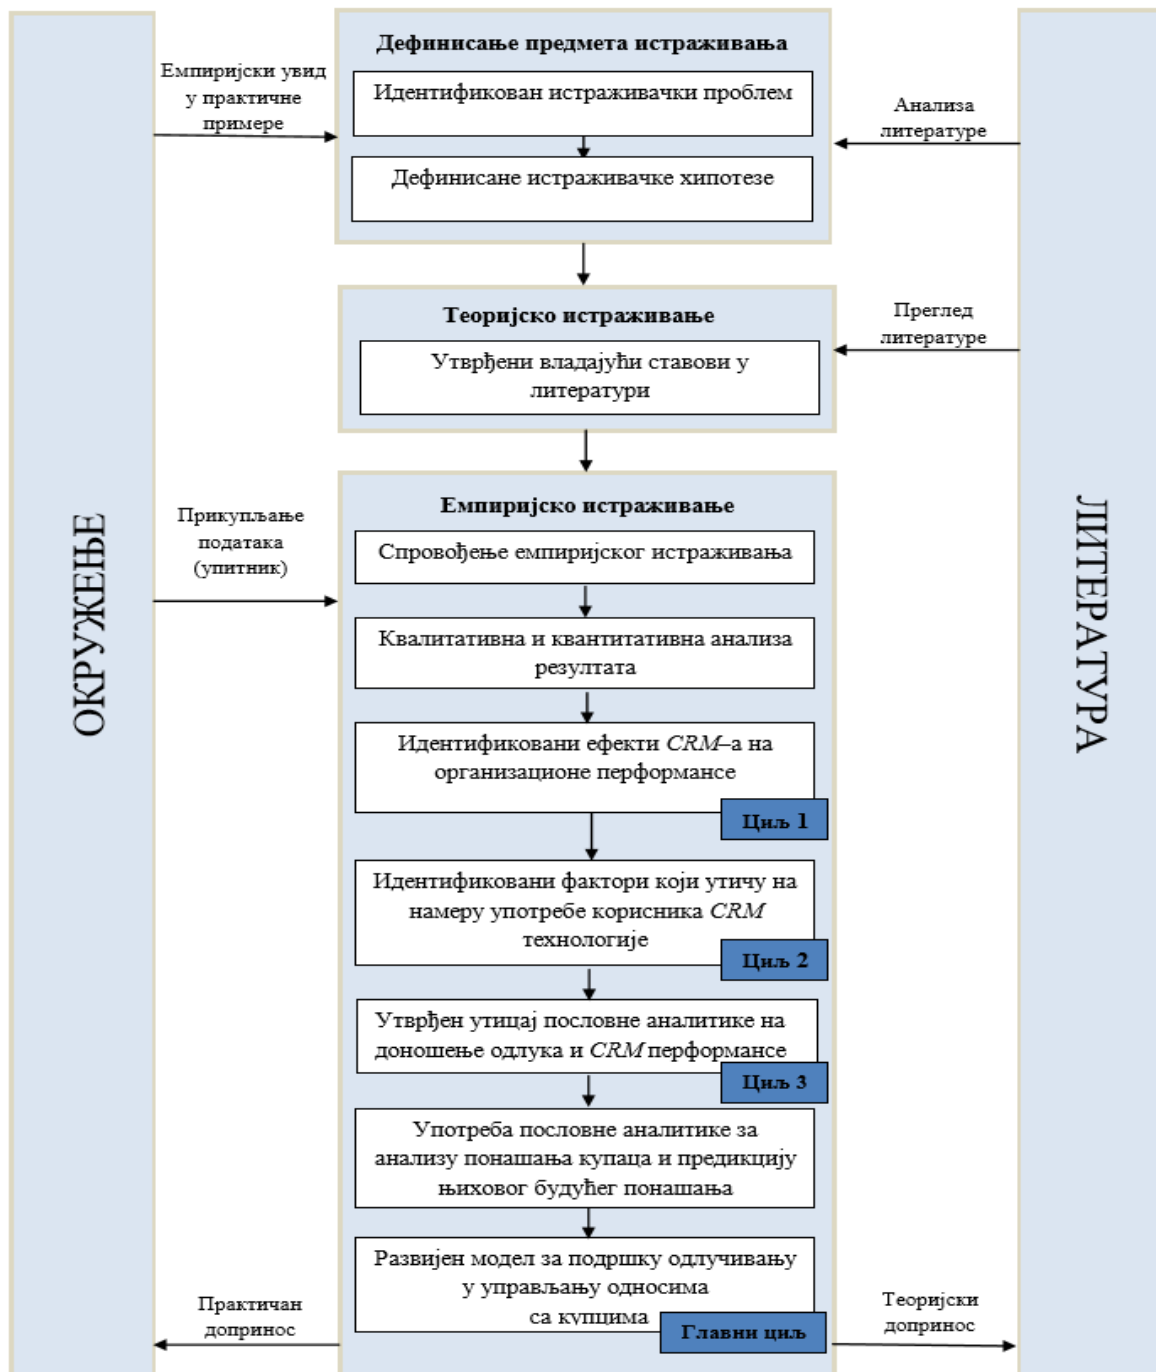 Дефинисање предмета истраживања
Идентификован истраживачки проблем
Дефинисане истраживачке хипотезе
Емпиријски увид
у практичне
примере
Анализа
литературе
Теоријско истраживање
Утврђени владајући ставови у
литератури
Преглед
литературе
Емпиријско истраживање
Спровођење емпиријског истраживања
Квалитативна и квантитативна анализа
резултата
Идентификовани ефекти CRM–а на
организационе перформансе
Циљ 1
Идентификовани фактори који утичу на
намеру употребе корисника CRM
технологије
Циљ 2
Утврђен утицај пословне аналитике на
доношење одлука и CRM перформансе
Циљ 3
Употреба пословне аналитике за
анализу понашања купаца и предикцију
њиховог будућег понашања
Развијен модел за подршку одлучивању
у управљању односима
са купцима
Главни циљ
Прикупљање
података
(упитник)
Практичан
допринос
Теоријски
допринос
ОКРУЖЕЊЕ
ЛИТЕРАТУРА